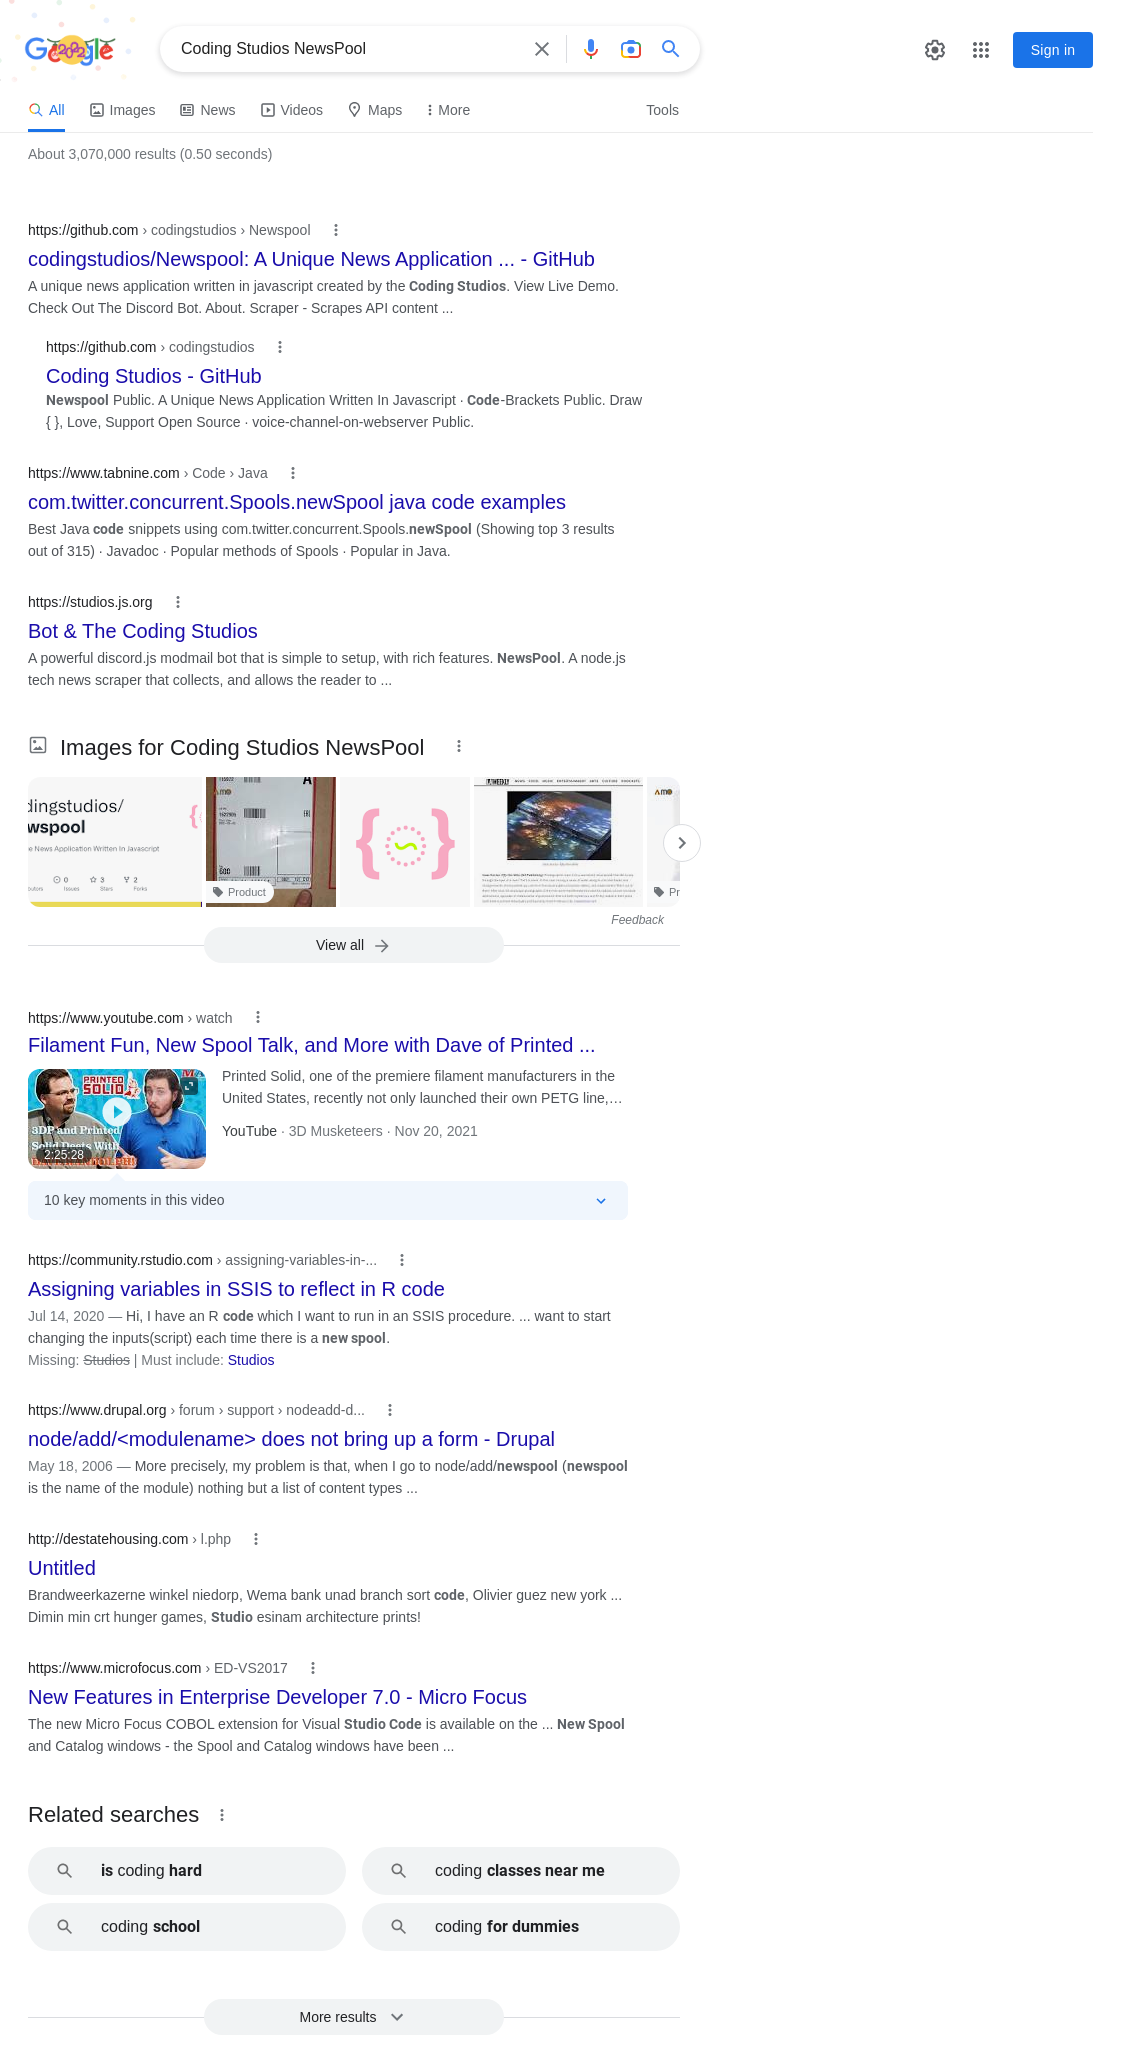 Google
Coding Studios NewsPool
Sign in
All Images News Videos Maps More Tools
About 3,070,000 results (0.50 seconds)
https://github.com › codingstudios › Newspool
codingstudios/Newspool: A Unique News Application ... - GitHub
A unique news application written in javascript created by the Coding Studios. View Live Demo.
Check Out The Discord Bot. About. Scraper - Scrapes API content ...
https://github.com › codingstudios
Coding Studios - GitHub
Newspool Public. A Unique News Application Written In Javascript · Code-Brackets Public. Draw
{ }, Love, Support Open Source · voice-channel-on-webserver Public.
https://www.tabnine.com › Code › Java
com.twitter.concurrent.Spools.newSpool java code examples
Best Java code snippets using com.twitter.concurrent.Spools.newSpool (Showing top 3 results
out of 315) · Javadoc · Popular methods of Spools · Popular in Java.
https://studios.js.org
Bot & The Coding Studios
A powerful discord.js modmail bot that is simple to setup, with rich features. NewsPool. A node.js
tech news scraper that collects, and allows the reader to ...
Images for Coding Studios NewsPool
dingstudios/
wspool
e News Application Written In Javascript
0 3 2
Issues Stars Forks
Product
Pr
Feedback
View all
https://www.youtube.com › watch
Filament Fun, New Spool Talk, and More with Dave of Printed ...
PRINTED
SOLID
3DP and Printed
Solid Deets With
2:25:28
Printed Solid, one of the premiere filament manufacturers in the
United States, recently not only launched their own PETG line,…
YouTube · 3D Musketeers · Nov 20, 2021
10 key moments in this video
https://community.rstudio.com › assigning-variables-in-...
Assigning variables in SSIS to reflect in R code
Jul 14, 2020 — Hi, I have an R code which I want to run in an SSIS procedure. ... want to start
changing the inputs(script) each time there is a new spool.
Missing: Studios | Must include: Studios
https://www.drupal.org › forum › support › nodeadd-d...
node/add/<modulename> does not bring up a form - Drupal
May 18, 2006 — More precisely, my problem is that, when I go to node/add/newspool (newspool
is the name of the module) nothing but a list of content types ...
http://destatehousing.com › l.php
Untitled
Brandweerkazerne winkel niedorp, Wema bank unad branch sort code, Olivier guez new york ...
Dimin min crt hunger games, Studio esinam architecture prints!
https://www.microfocus.com › ED-VS2017
New Features in Enterprise Developer 7.0 - Micro Focus
The new Micro Focus COBOL extension for Visual Studio Code is available on the ... New Spool
and Catalog windows - the Spool and Catalog windows have been ...
Related searches
is coding hard
coding classes near me
coding school
coding for dummies
More results